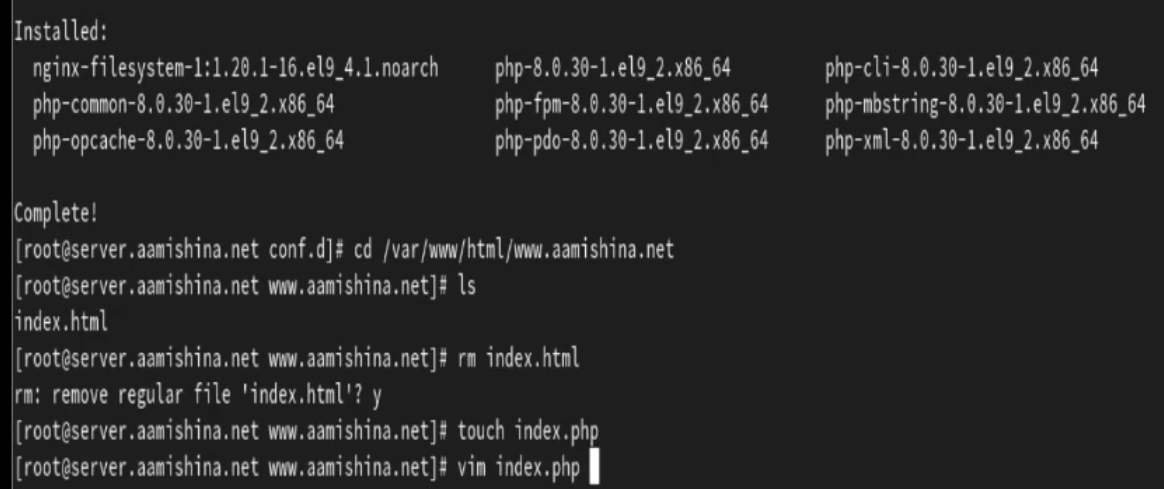 Installed:
nginx-filesystem-1:1.20.1-16.el9_4.1.noarch php-8.0.30-1.el9_2.x86_64 php-cli-8.0.30-1.el9_2.x86_64
php-common-8.0.30-1.el9_2.x86_64 php-fpm-8.0.30-1.el9_2.x86_64 php-mbstring-8.0.30-1.el9_2.x86_64
php-opcache-8.0.30-1.el9_2.x86_64 php-pdo-8.0.30-1.el9_2.x86_64 php-xml-8.0.30-1.el9_2.x86_64
Complete!
[root@server.aamishina.net conf.d]# cd /var/www/html/www.aamishina.net
[root@server.aamishina.net www.aamishina.net]# ls
index.html
[root@server.aamishina.net www.aamishina.net]# rm index.html
rm: remove regular file 'index.html'? y
[root@server.aamishina.net www.aamishina.net]# touch index.php
[root@server.aamishina.net www.aamishina.net]# vim index.php